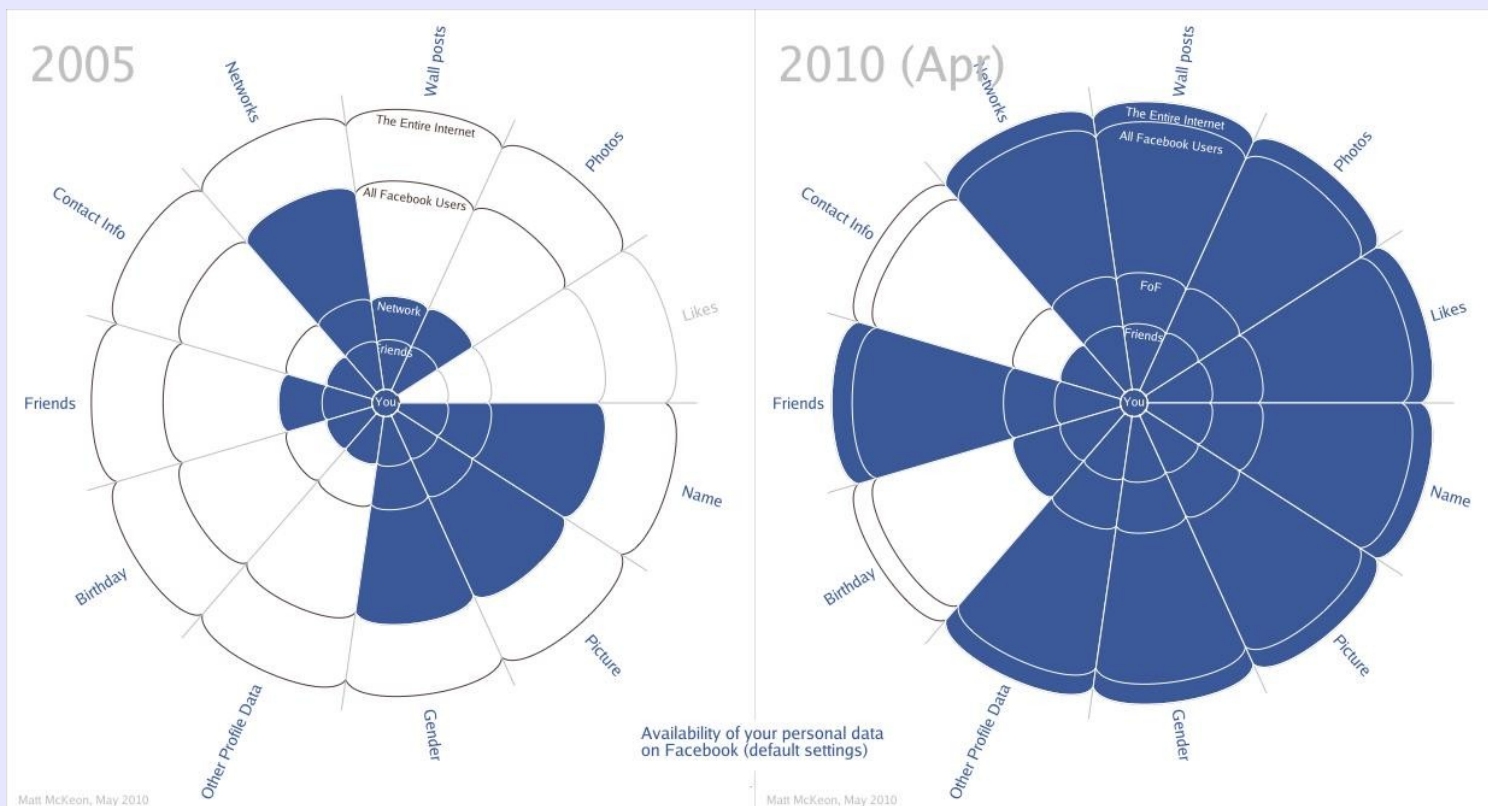 2005
Wall posts
Networks
Photos
Contact Info
Likes
Friends
Name
Birthday
Picture
Other Profile Data
Gender
The Entire Internet
All Facebook Users
Network
Friends
You
Matt McKeon, May 2010
2010 (Apr)
Wall posts
Networks
Photos
Contact Info
Likes
Friends
Name
Birthday
Picture
Other Profile Data
Gender
The Entire Internet
All Facebook Users
FoF
Friends
You
Availability of your personal data
on Facebook (default settings)
Matt McKeon, May 2010